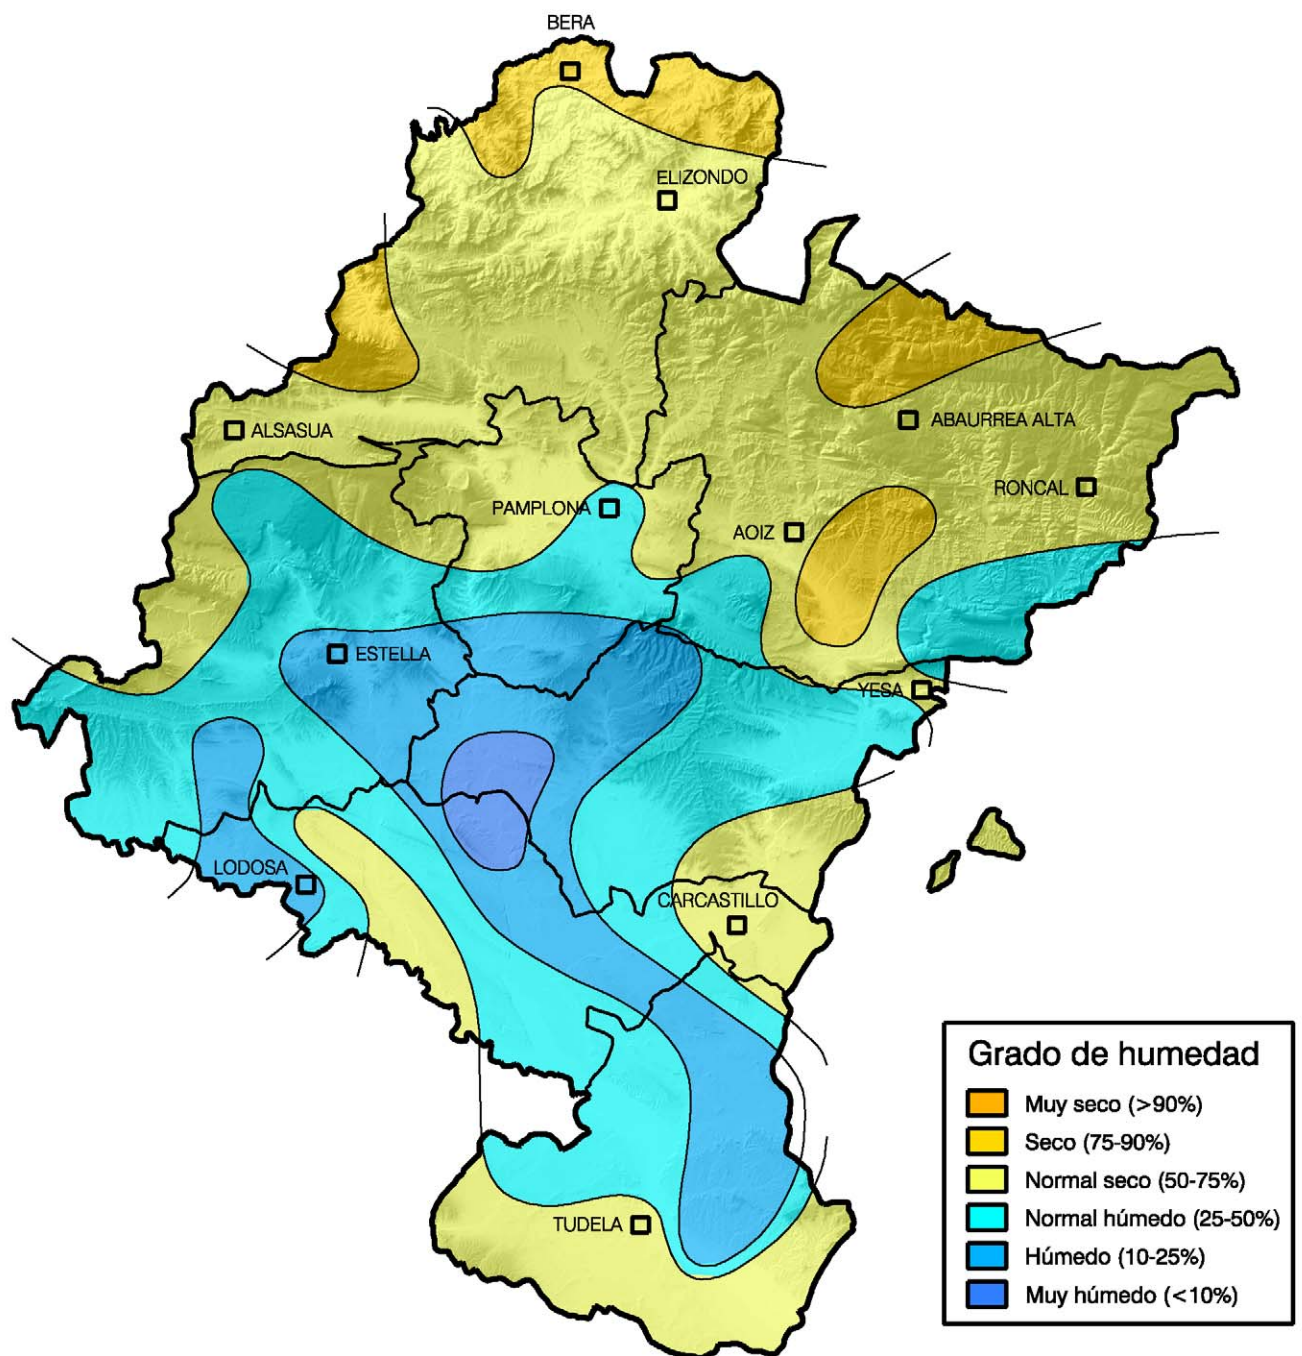 BERA
ELIZONDO
ALSASUA
ABAURREA ALTA
RONCAL
PAMPLONA
AOIZ
ESTELLA
YESA
LODOSA
CARCASTILLO
TUDELA
Grado de humedad
Muy seco (>90%)
Seco (75-90%)
Normal seco (50-75%)
Normal húmedo (25-50%)
Húmedo (10-25%)
Muy húmedo (<10%)